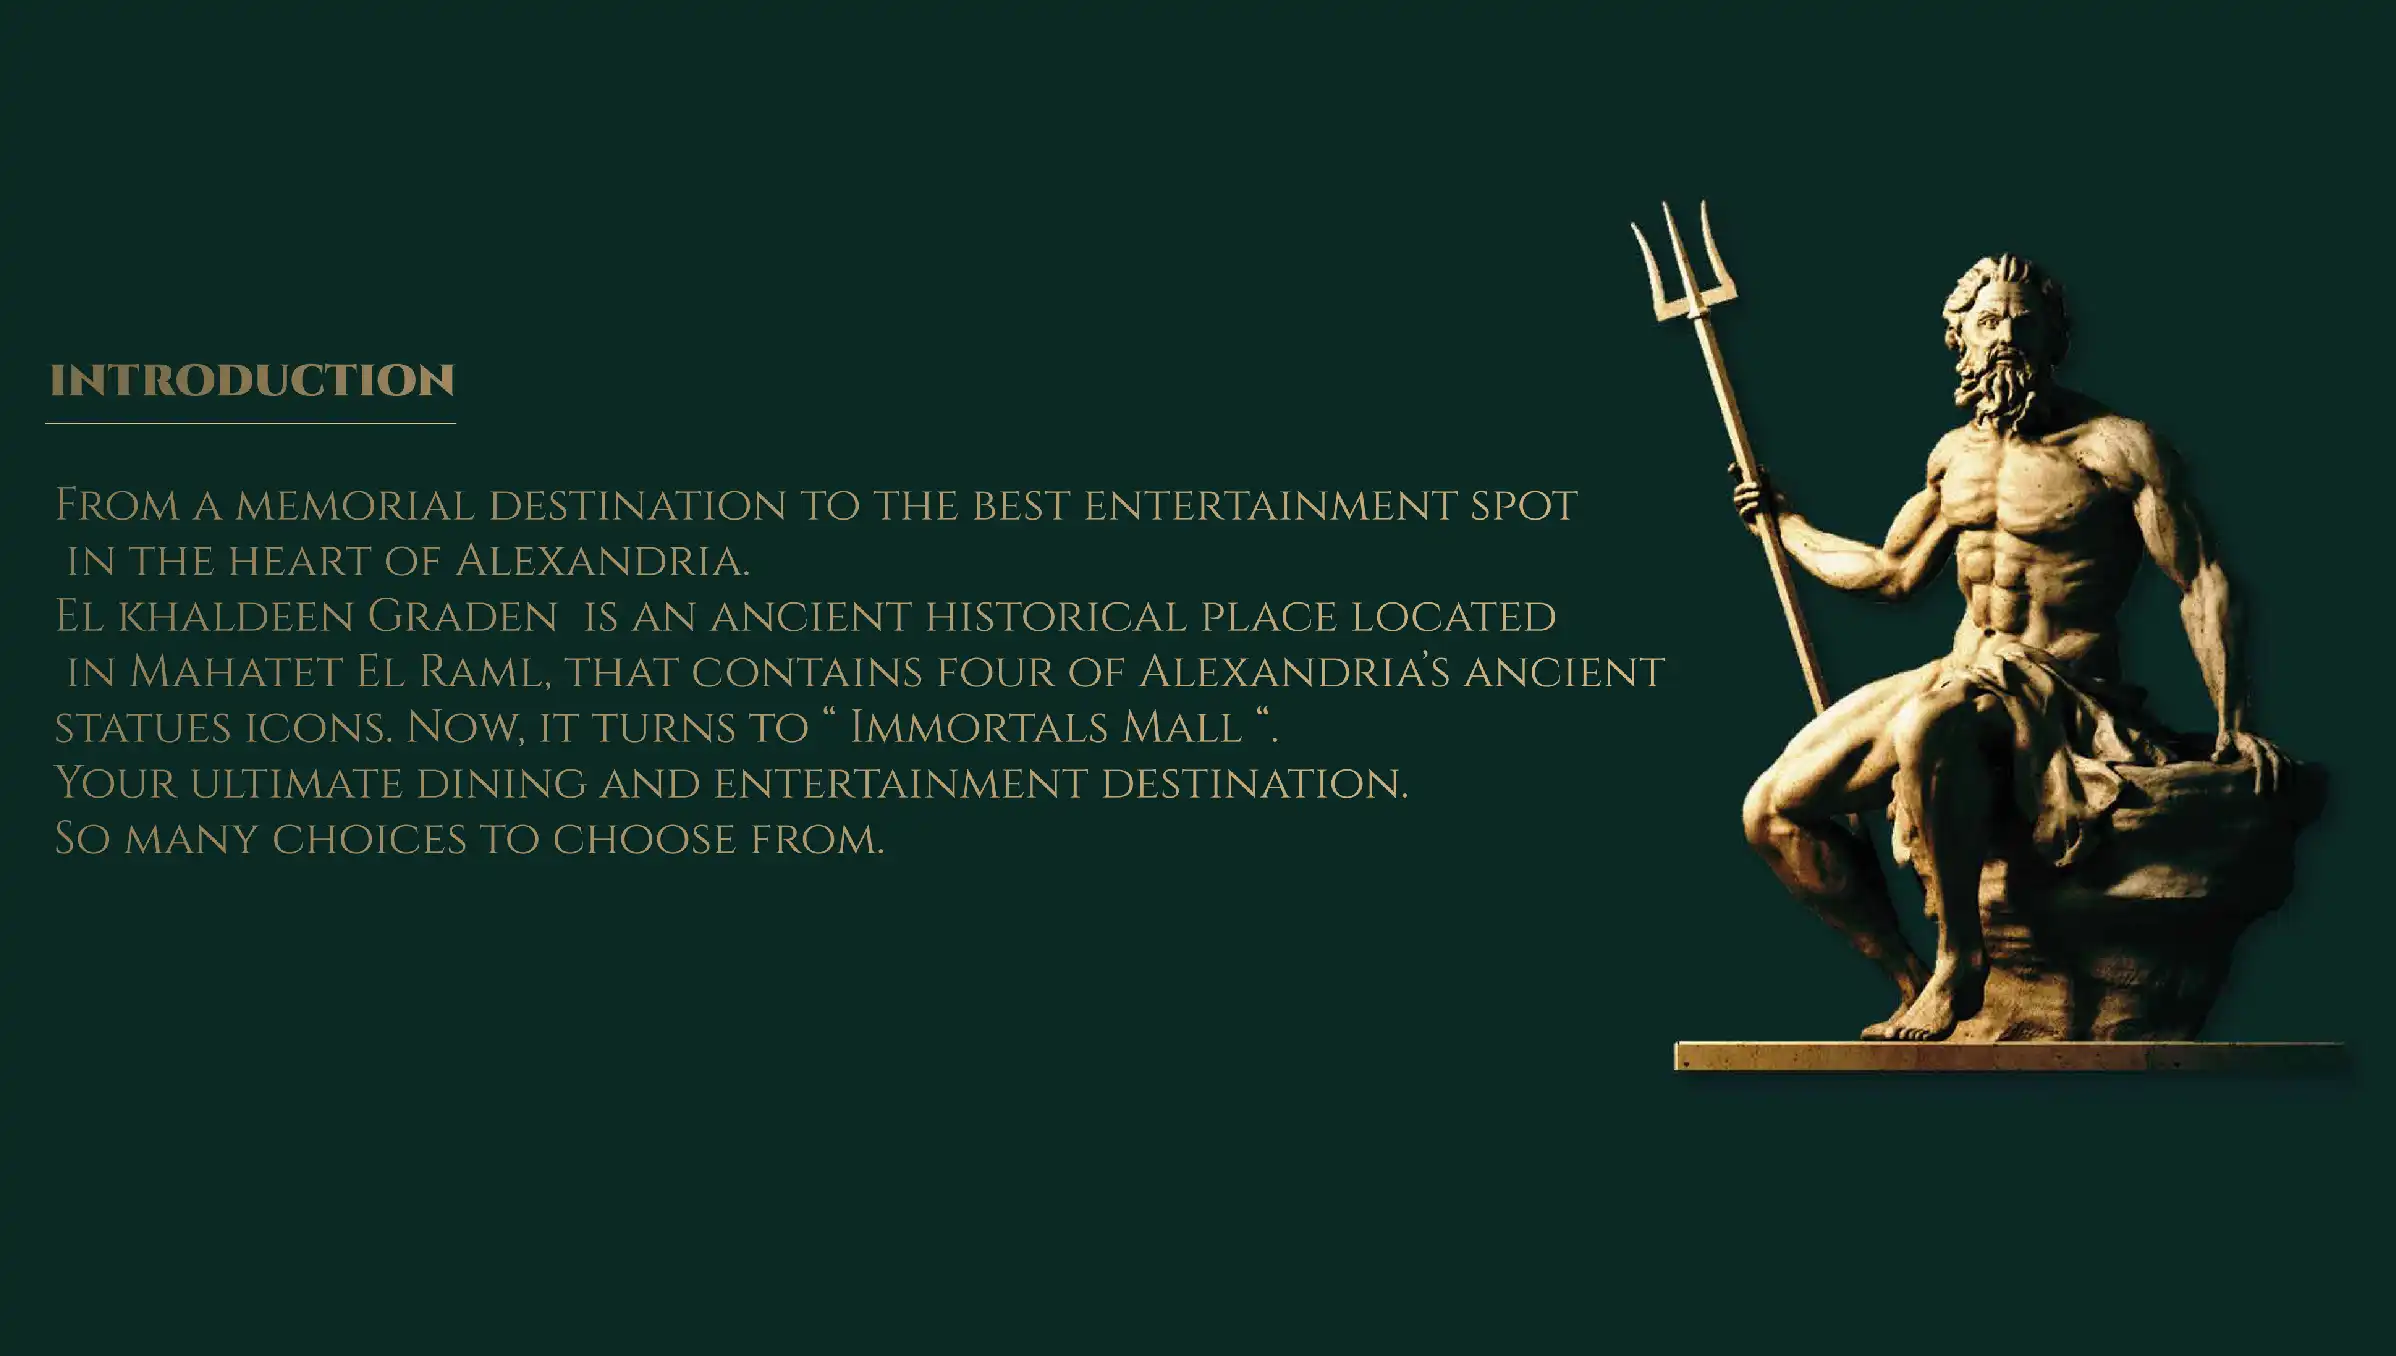 INTRODUCTION
From a memorial destination to the best entertainment spot
in the heart of Alexandria.
El khaldeen Graden is an ancient historical place located
in Mahatet El Raml, that contains four of Alexandria’s ancient
statues icons. Now, it turns to “ Immortals Mall “.
Your ultimate dining and entertainment destination.
So many choices to choose from.